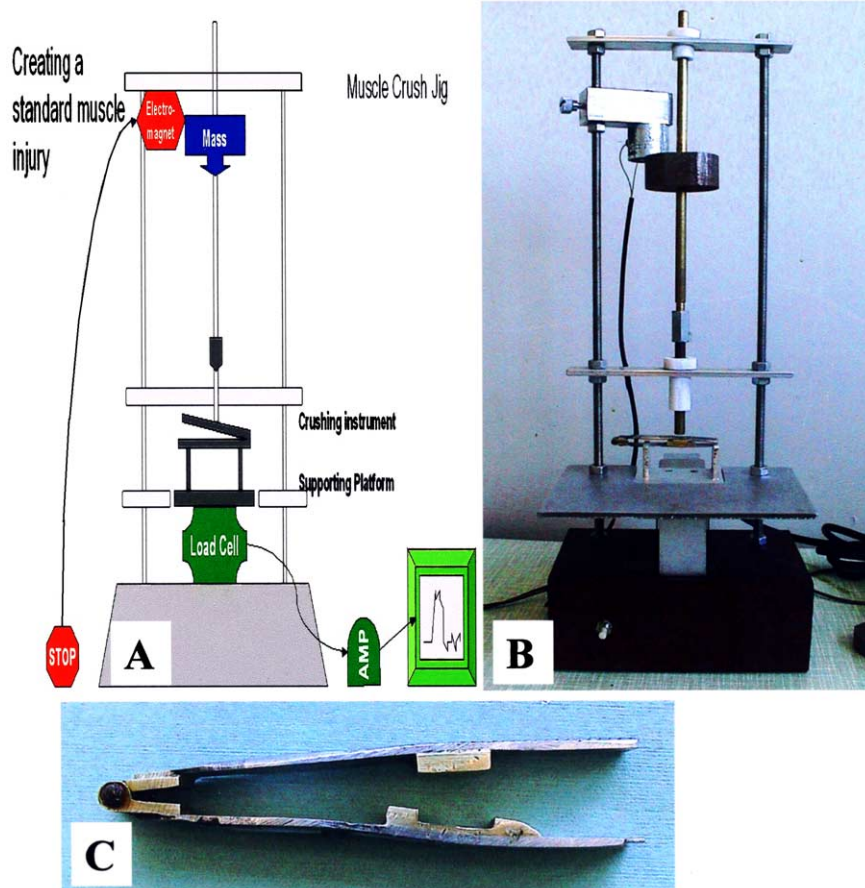 Creating a
standard muscle
injury
Electro-
magnet
Mass
Muscle Crush Jig
Crushing instrument
Supporting Platform
Load Cell
STOP
A
AMP
B
C